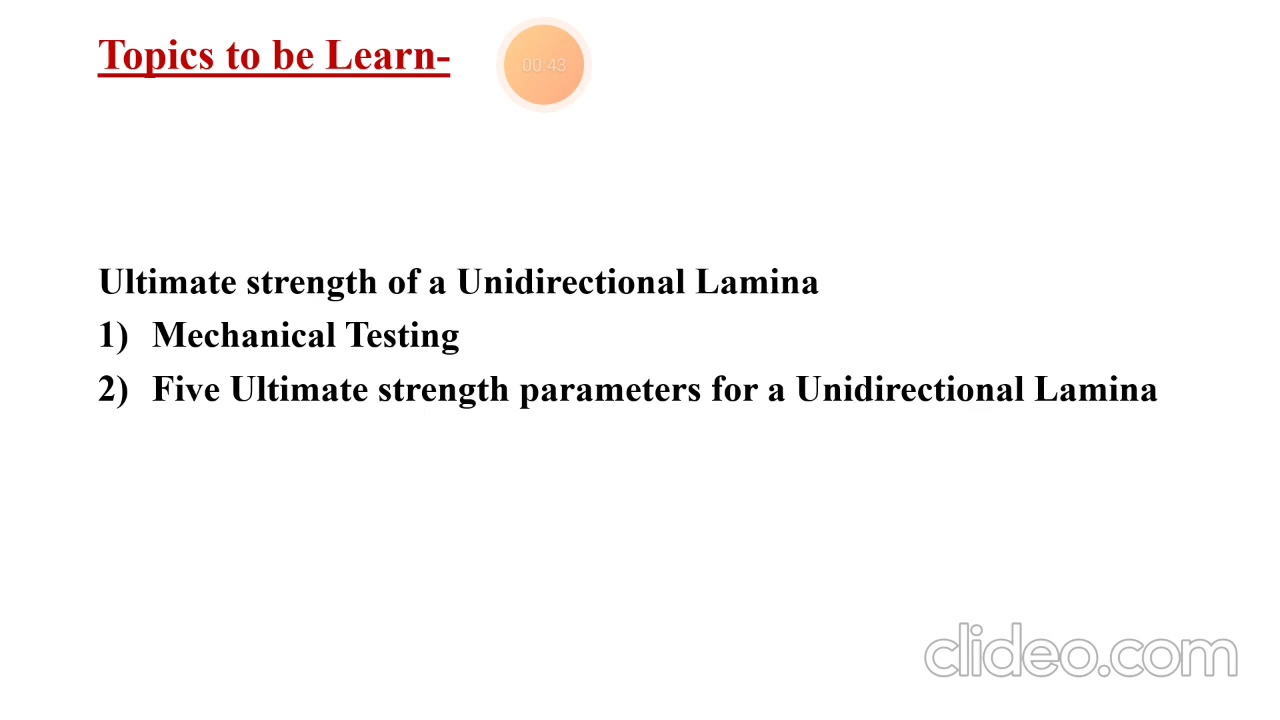 Topics to be Learn-
00:43
Ultimate strength of a Unidirectional Lamina
1) Mechanical Testing
2) Five Ultimate strength parameters for a Unidirectional Lamina
clideo.com